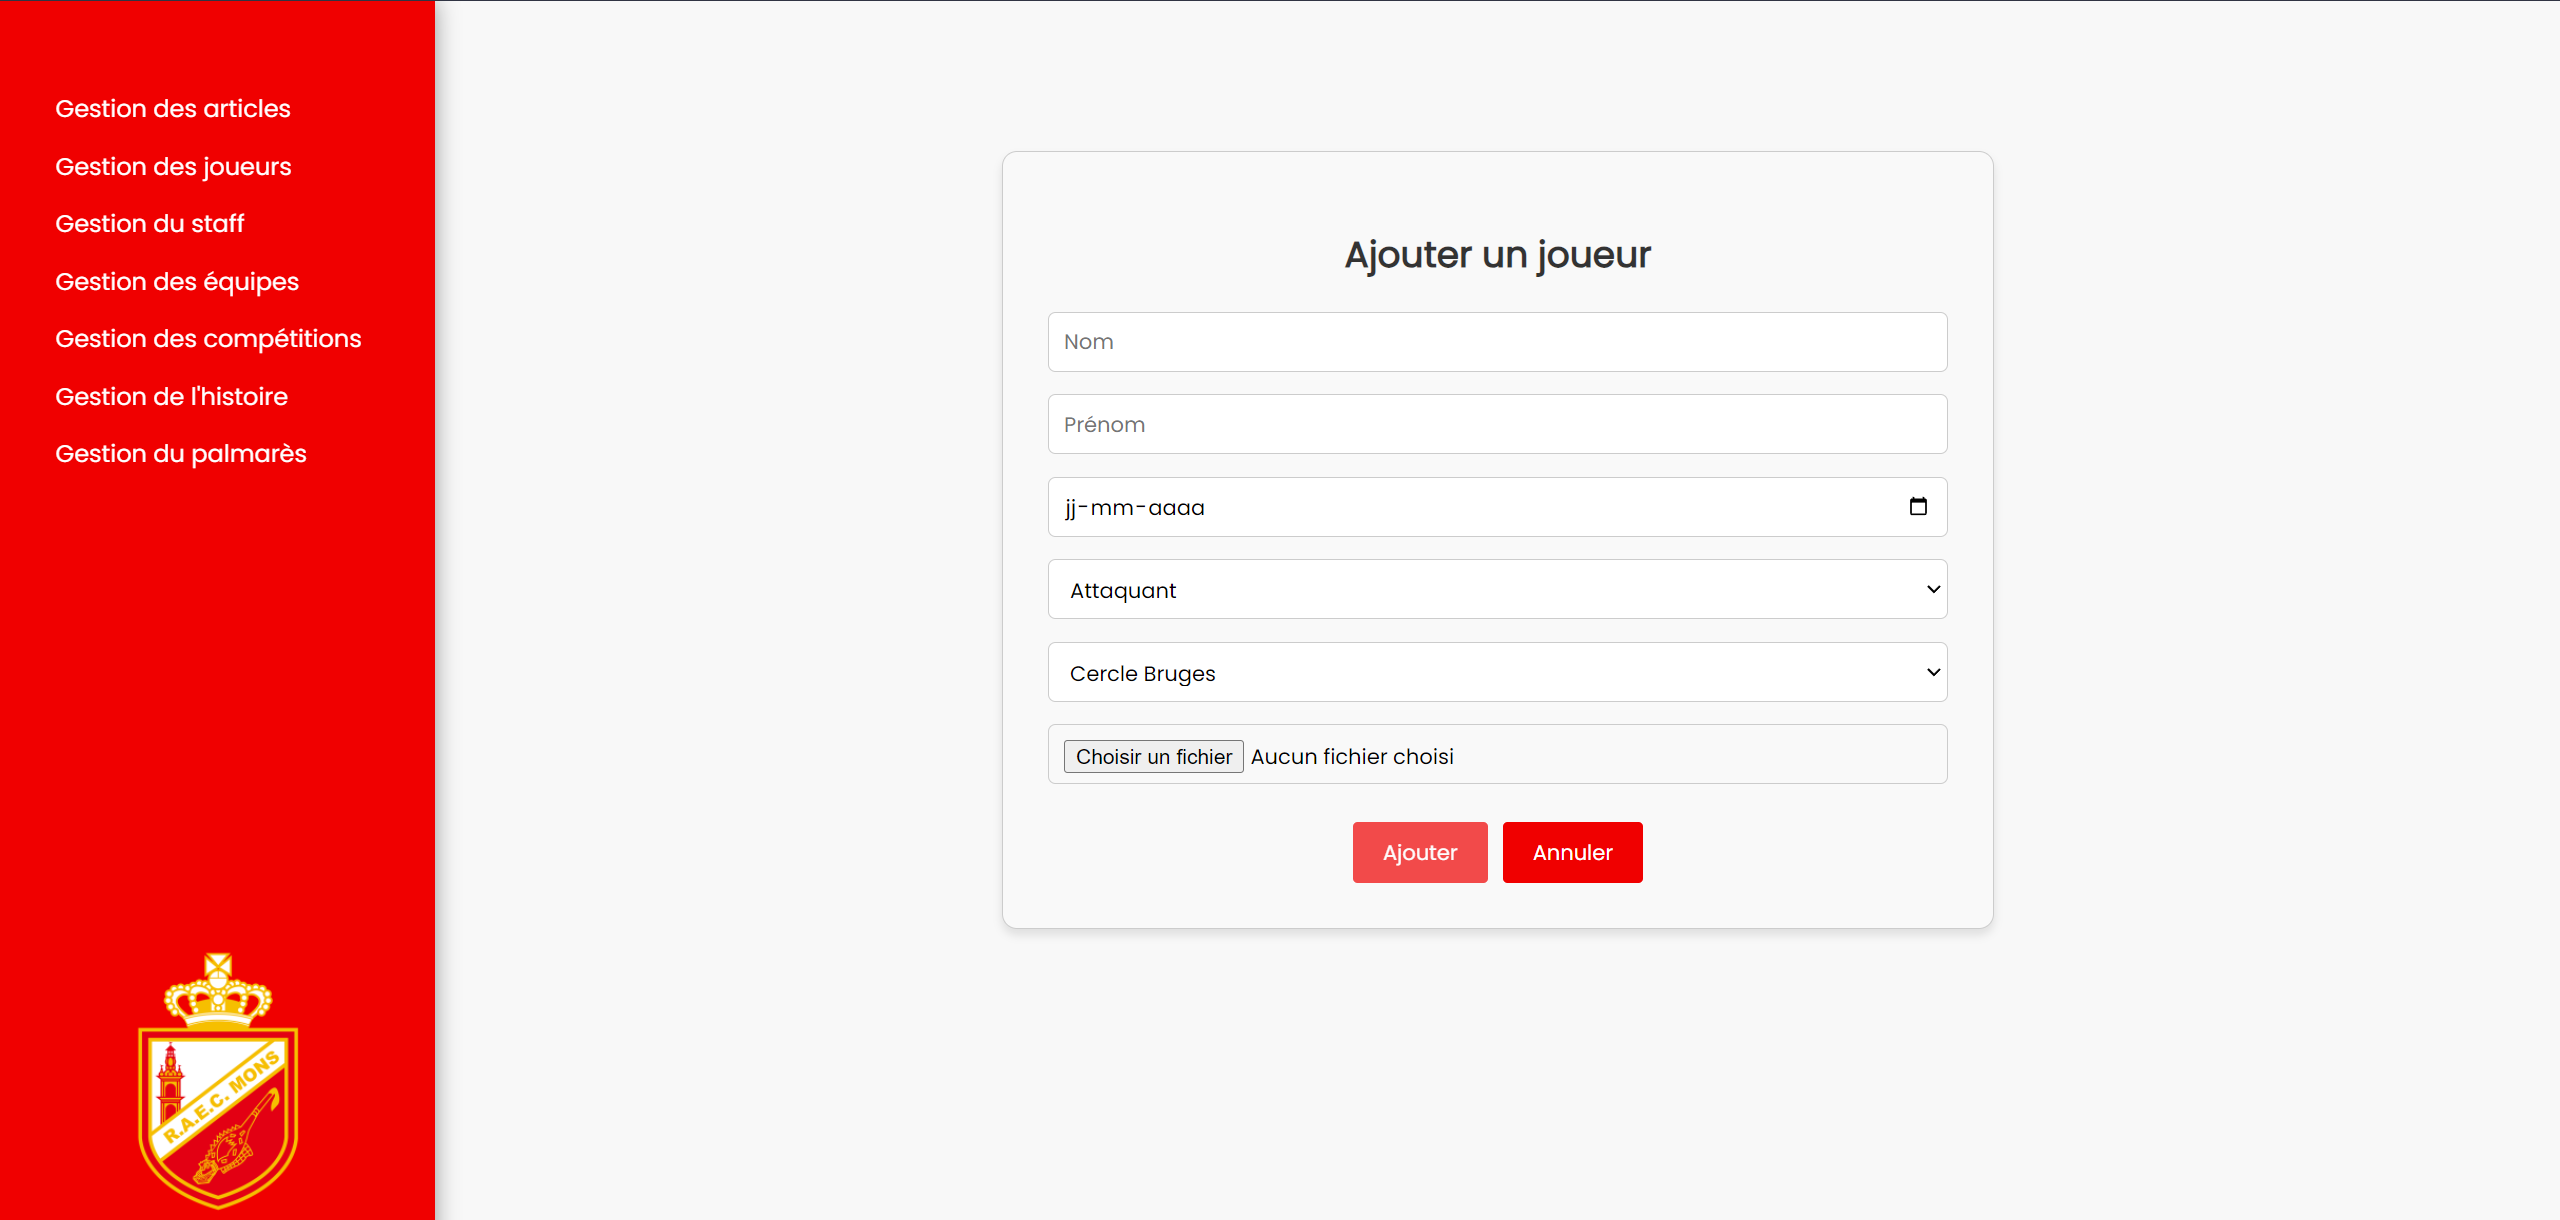 Gestion des articles
Gestion des joueurs
Gestion du staff
Gestion des équipes
Gestion des compétitions
Gestion de l'histoire
Gestion du palmarès
R.A.E.C. MONS
Ajouter un joueur
Nom
Prénom
jj-mm-aaaa
Attaquant
Cercle Bruges
Choisir un fichier Aucun fichier choisi
Ajouter Annuler